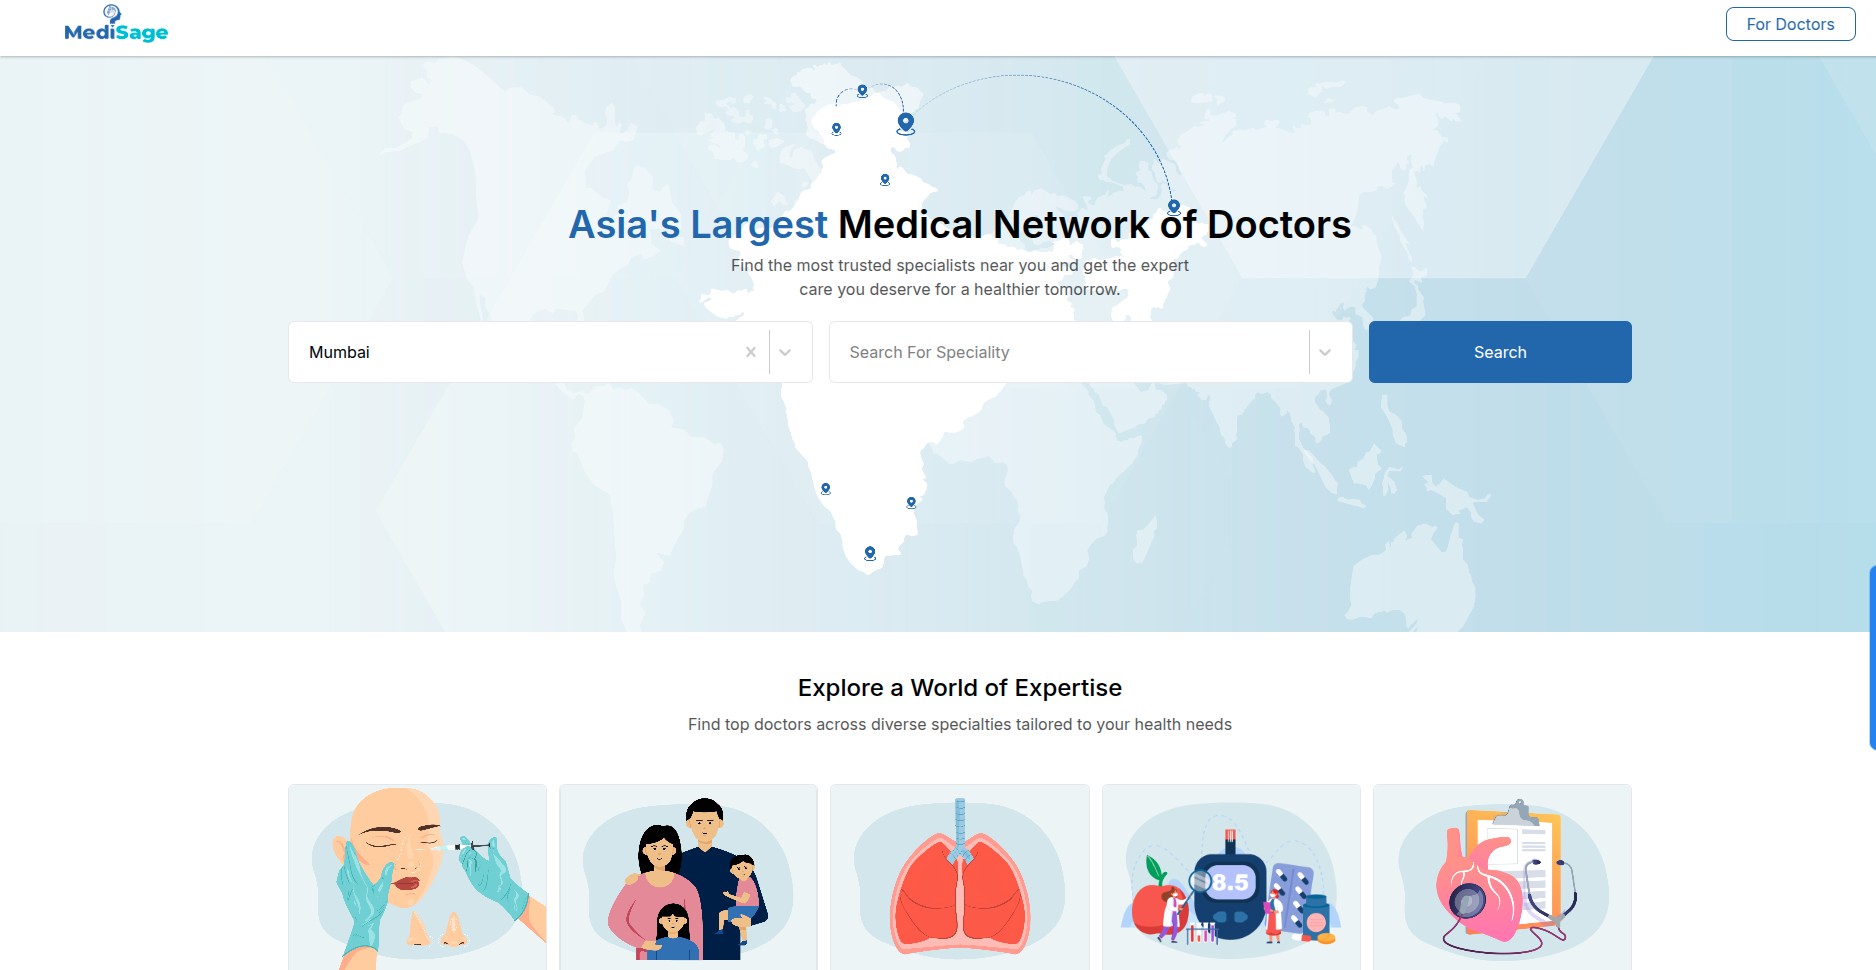 MediSage
For Doctors
Asia's Largest Medical Network of Doctors
Find the most trusted specialists near you and get the expert
care you deserve for a healthier tomorrow.
Mumbai
Search For Speciality
Search
Explore a World of Expertise
Find top doctors across diverse specialties tailored to your health needs
8.5